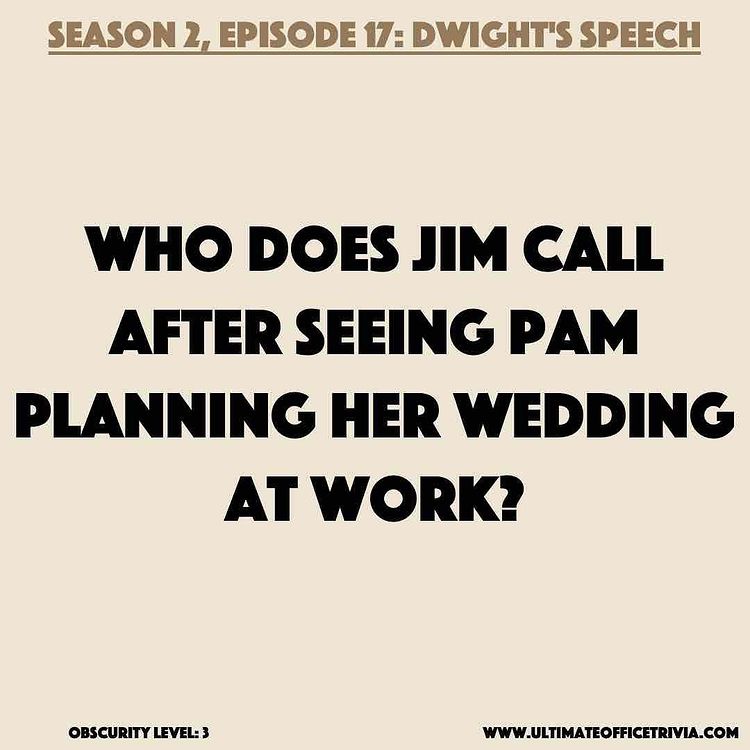 SEASON 2, EPISODE 17: DWIGHT'S SPEECH
WHO DOES JIM CALL
AFTER SEEING PAM
PLANNING HER WEDDING
AT WORK?
OBSCURITY LEVEL: 3
WWW.ULTIMATEOFFICETRIVIA.COM